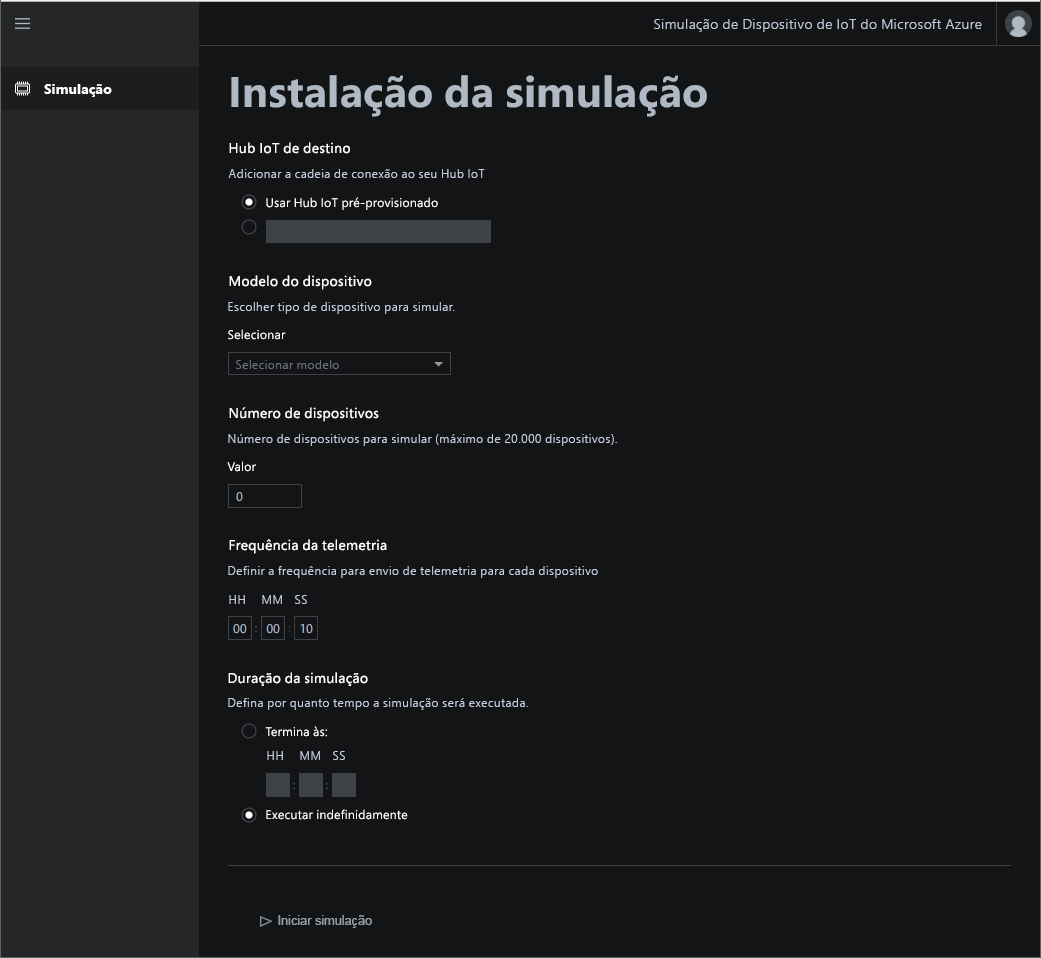 Simulação de Dispositivo de IoT do Microsoft Azure
Simulação
Instalação da simulação
Hub IoT de destino
Adicionar a cadeia de conexão ao seu Hub IoT
Usar Hub IoT pré-provisionado
Modelo do dispositivo
Escolher tipo de dispositivo para simular.
Selecionar
Selecionar modelo
Número de dispositivos
Número de dispositivos para simular (máximo de 20.000 dispositivos).
Valor
0
Frequência da telemetria
Definir a frequência para envio de telemetria para cada dispositivo
HH MM SS
00 : 00 : 10
Duração da simulação
Defina por quanto tempo a simulação será executada.
Termina às:
HH MM SS
: :
Executar indefinidamente
Iniciar simulação